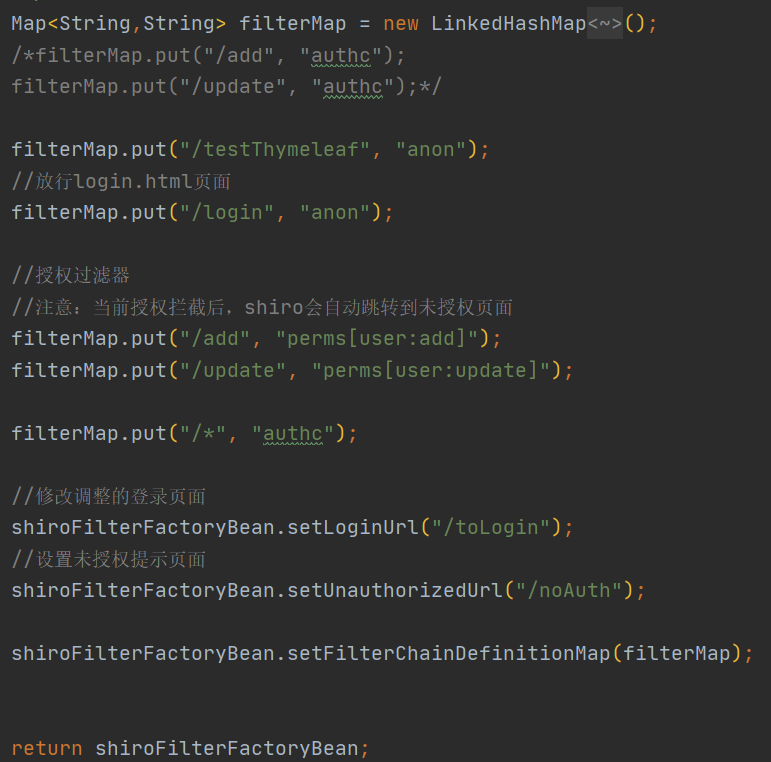 Map<String,String> filterMap = new LinkedHashMap<~>();
/*filterMap.put("/add", "authc");
filterMap.put("/update", "authc");*/
filterMap.put("/testThymeleaf", "anon");
//放行login.html页面
filterMap.put("/login", "anon");
//授权过滤器
//注意：当前授权拦截后，shiro会自动跳转到未授权页面
filterMap.put("/add", "perms[user:add]");
filterMap.put("/update", "perms[user:update]");
filterMap.put("/*", "authc");
//修改调整的登录页面
shiroFilterFactoryBean.setLoginUrl("/toLogin");
//设置未授权提示页面
shiroFilterFactoryBean.setUnauthorizedUrl("/noAuth");
shiroFilterFactoryBean.setFilterChainDefinitionMap(filterMap);
return shiroFilterFactoryBean;